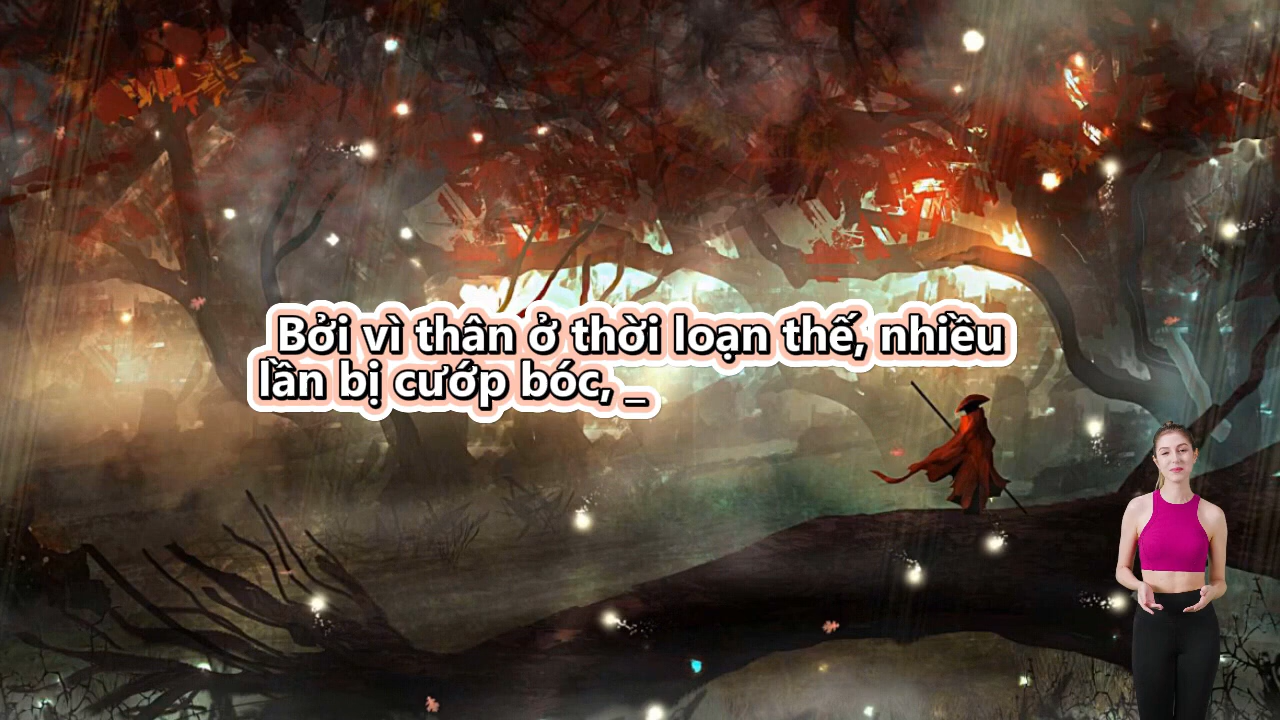 Bởi vì thân ở thời loạn thế, nhiều
lần bị cướp bóc, _